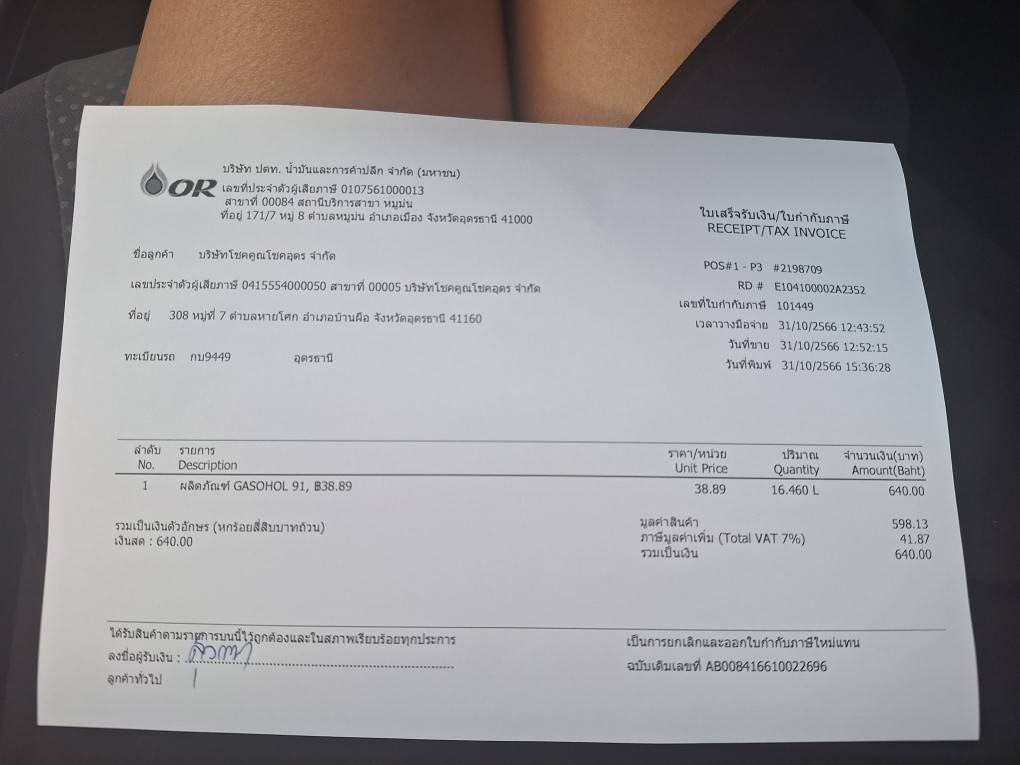 OR
บริษัท ปตท. น้ำมันและการค้าปลีก จำกัด (มหาชน)
เลขที่ประจำตัวผู้เสียภาษี 0107561000013
สาขาที่ 00084 สถานีบริการสาขา หมูม่น
ที่อยู่ 171/7 หมู่ 8 ตำบลหมูม่น อำเภอเมือง จังหวัดอุดรธานี 41000
ใบเสร็จรับเงิน/ใบกำกับภาษี
RECEIPT/TAX INVOICE
ชื่อลูกค้า บริษัทโชคคูณโชคอุดร จำกัด
เลขประจำตัวผู้เสียภาษี 0415554000050 สาขาที่ 00005 บริษัทโชคคูณโชคอุดร จำกัด
ที่อยู่ 308 หมู่ที่ 7 ตำบลหายโศก อำเภอบ้านผือ จังหวัดอุดรธานี 41160
ทะเบียนรถ กบ9449 อุดรธานี
POS#1 - P3 #2198709
RD # E104100002A2352
เลขที่ใบกำกับภาษี 101449
เวลาวางมือจ่าย 31/10/2566 12:43:52
วันที่ขาย 31/10/2566 12:52:15
วันที่พิมพ์ 31/10/2566 15:36:28
ลำดับ รายการ ราคา/หน่วย ปริมาณ จำนวนเงิน(บาท)
No. Description Unit Price Quantity Amount(Baht)
1 ผลิตภัณฑ์ GASOHOL 91, ฿38.89 38.89 16.460 L 640.00
รวมเป็นเงินตัวอักษร (หกร้อยสี่สิบบาทถ้วน)
เงินสด : 640.00
มูลค่าสินค้า 598.13
ภาษีมูลค่าเพิ่ม (Total VAT 7%) 41.87
รวมเป็นเงิน 640.00
ได้รับสินค้าตามรายการบนนี้ไว้ถูกต้องและในสภาพเรียบร้อยทุกประการ
ลงชื่อผู้รับเงิน :
ลูกค้าทั่วไป
เป็นการยกเลิกและออกใบกำกับภาษีใหม่แทน
ฉบับเดิมเลขที่ AB008416610022696